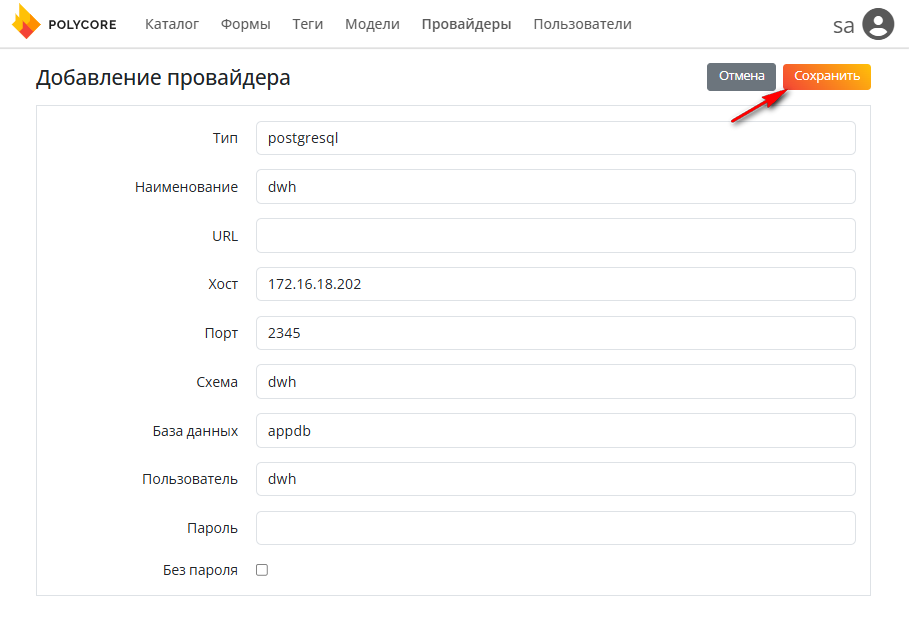 POLYCORE Каталог Формы Теги Модели Провайдеры Пользователи sa
Добавление провайдера Отмена Сохранить
Тип postgresql
Наименование dwh
URL
Хост 172.16.18.202
Порт 2345
Схема dwh
База данных appdb
Пользователь dwh
Пароль
Без пароля